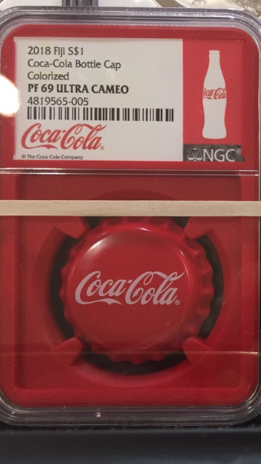 2018 Fiji S$1
Coca-Cola Bottle Cap
Colorized
PF 69 ULTRA CAMEO
4819565-005
Coca-Cola
© The Coca-Cola Company
Coca-Cola
NGC
Coca-Cola